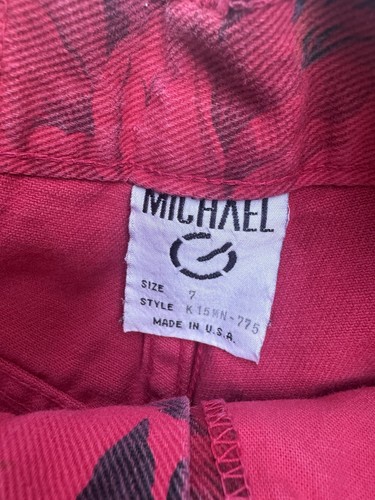 MICHAEL
SIZE 7
STYLE K15MN-775
MADE IN U.S.A.